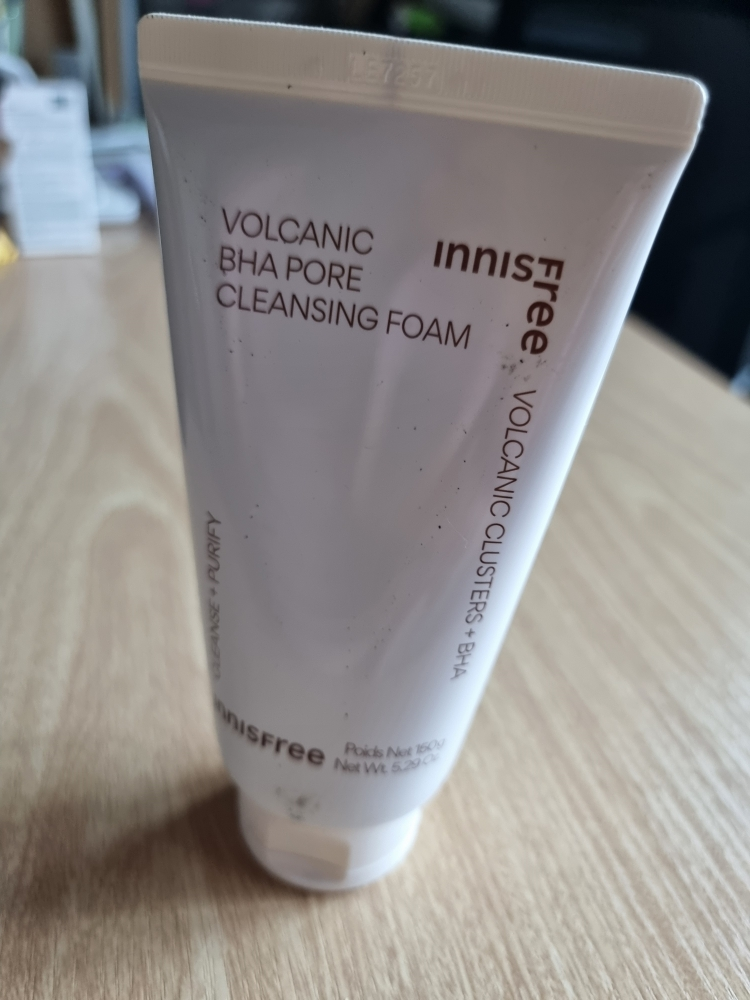 VOLCANIC
BHA PORE
CLEANSING FOAM
INNISFree
VOLCANIC CLUSTERS + BHA
CLEANSE + PURIFY
INNISFree
Poids Net 150g
Net Wt. 5.29 Oz